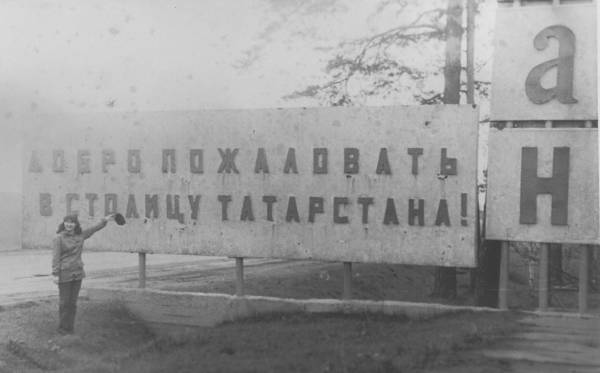 ДОБРО ПОЖАЛОВАТЬ
В СТОЛИЦУ ТАТАРСТАНА!
а
н